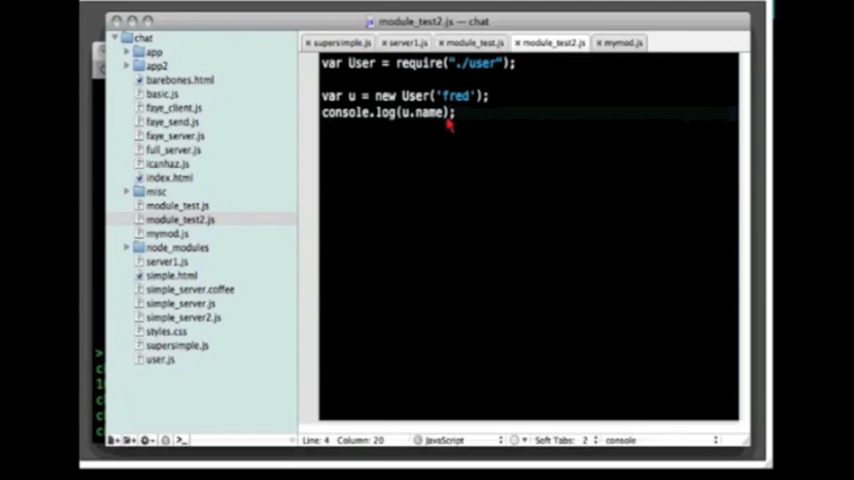 module_test2.js — chat
chat
app
app2
barebones.html
basic.js
faye_client.js
faye_send.js
faye_server.js
full_server.js
icanhaz.js
index.html
misc
module_test.js
module_test2.js
mymod.js
node_modules
server1.js
simple.html
simple_server.coffee
simple_server.js
simple_server2.js
styles.css
supersimple.js
user.js
supersimple.js server1.js module_test.js module_test2.js mymod.js
var User = require("./user");
var u = new User('fred');
console.log(u.name);
Line: 4 Column: 20 JavaScript Soft Tabs: 2 console